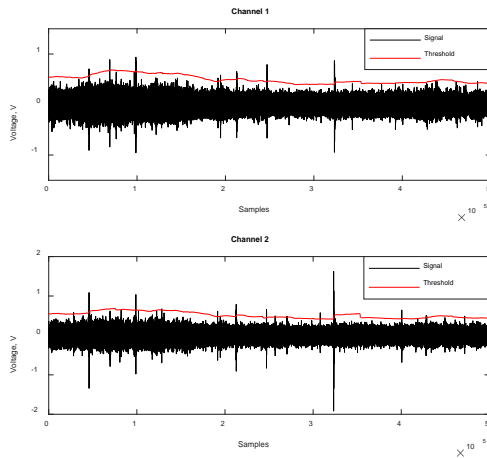 Channel 1
Signal
Threshold
Voltage, V
1
0
-1
0
1
2
3
4
5
Samples
× 10 5
Channel 2
Signal
Threshold
Voltage, V
2
1
0
-1
-2
0
1
2
3
4
5
Samples
× 10 5